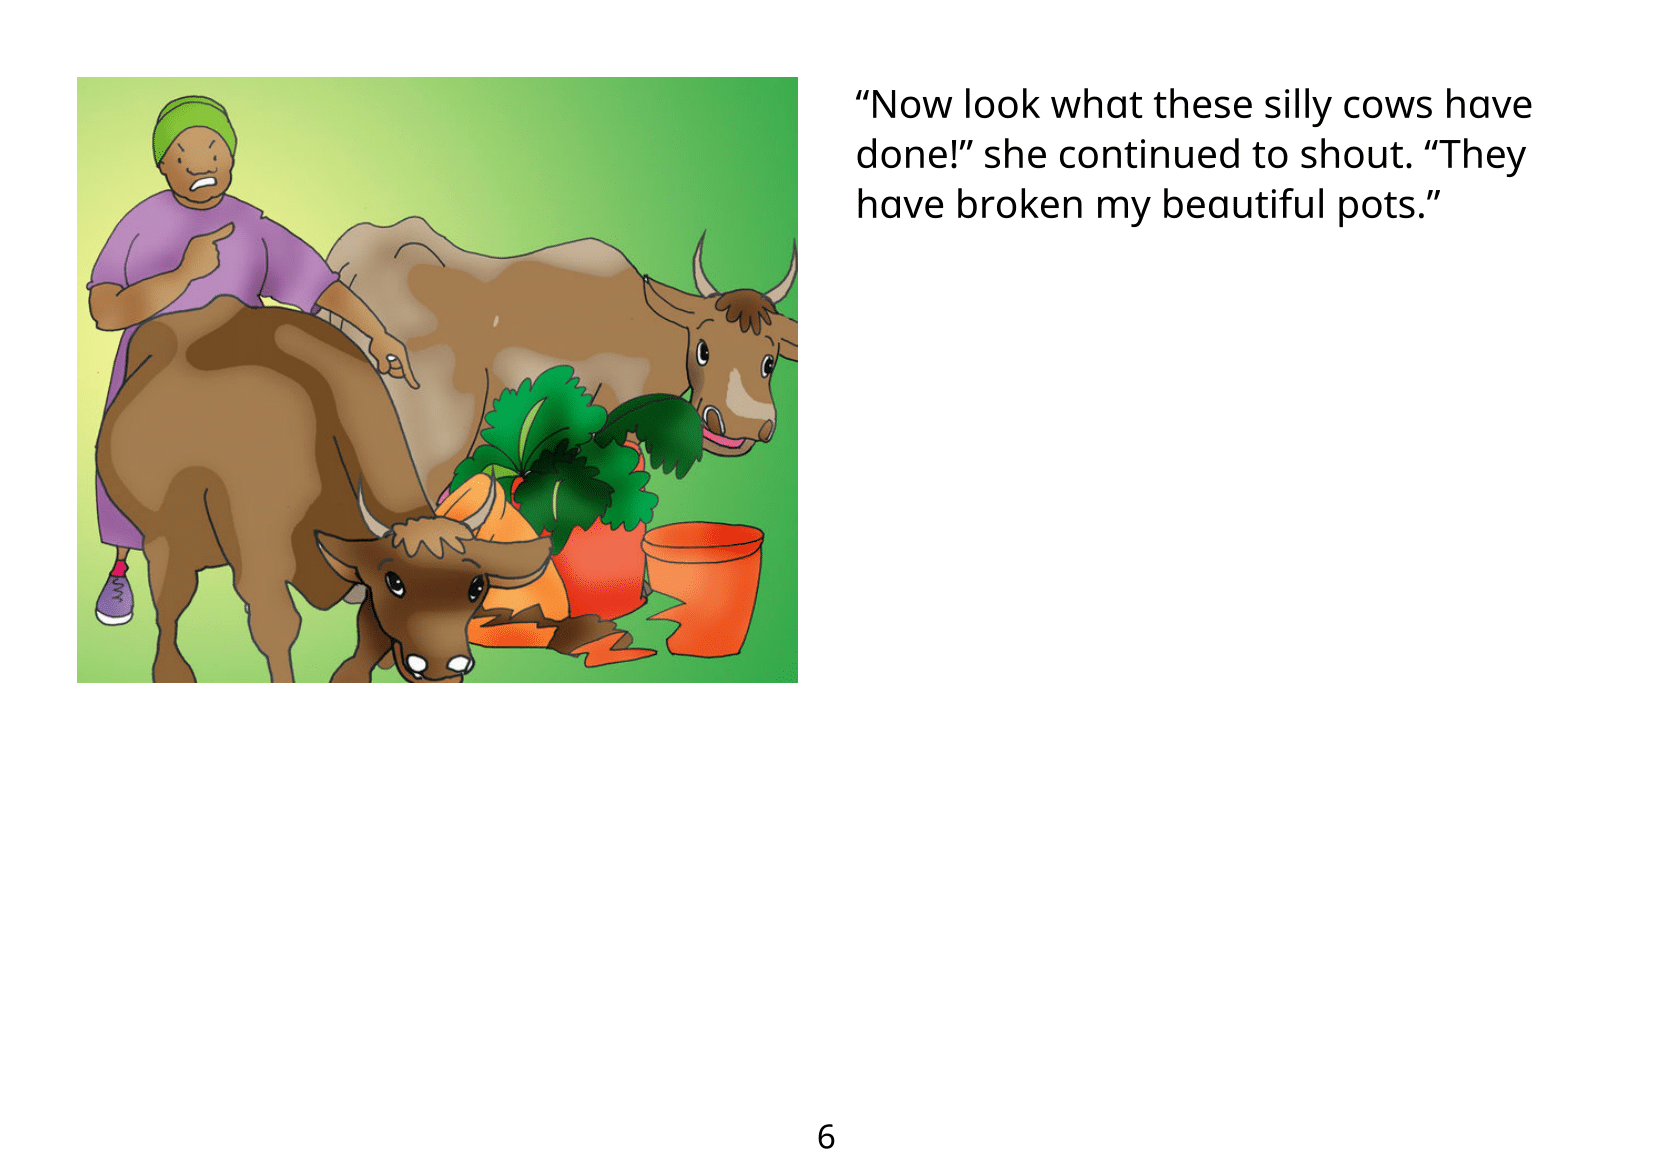 “Now look what these silly cows have
done!” she continued to shout. “They
have broken my beautiful pots.”
6